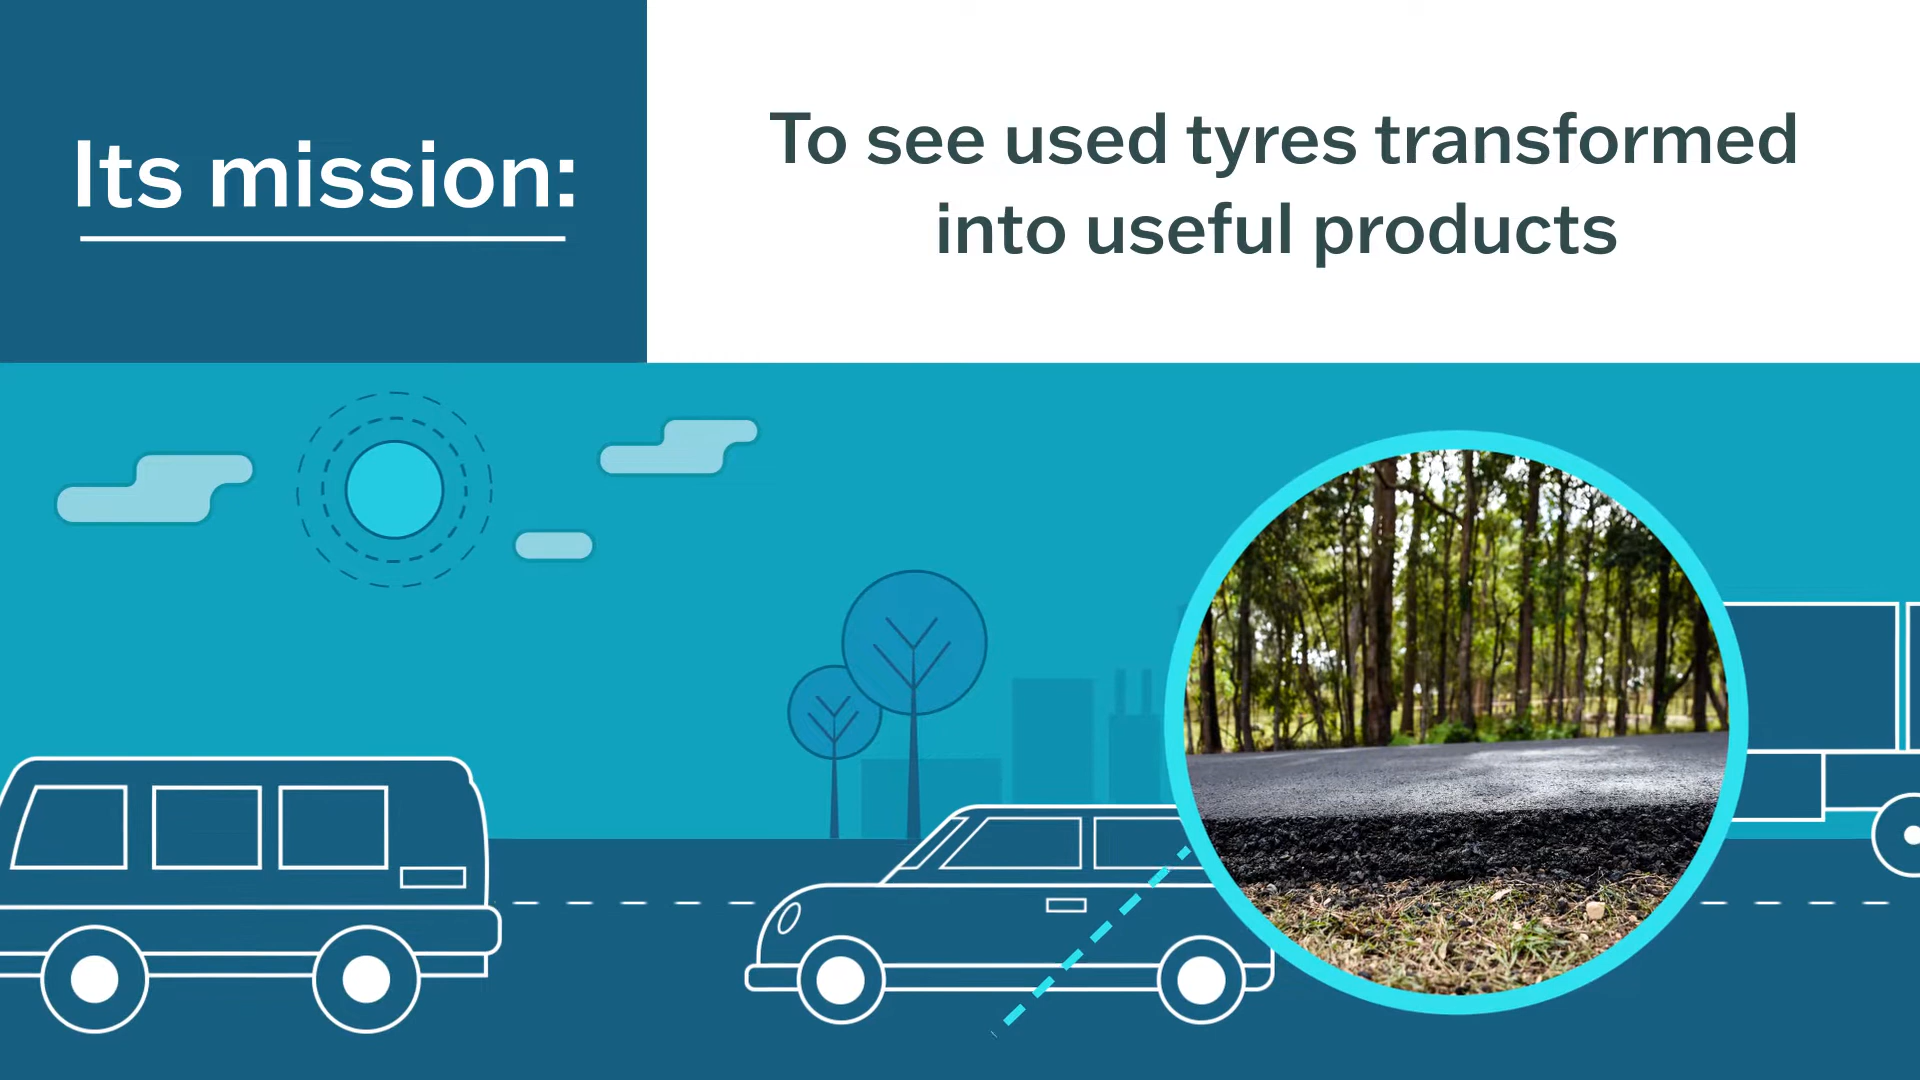 Its mission:
To see used tyres transformed
into useful products